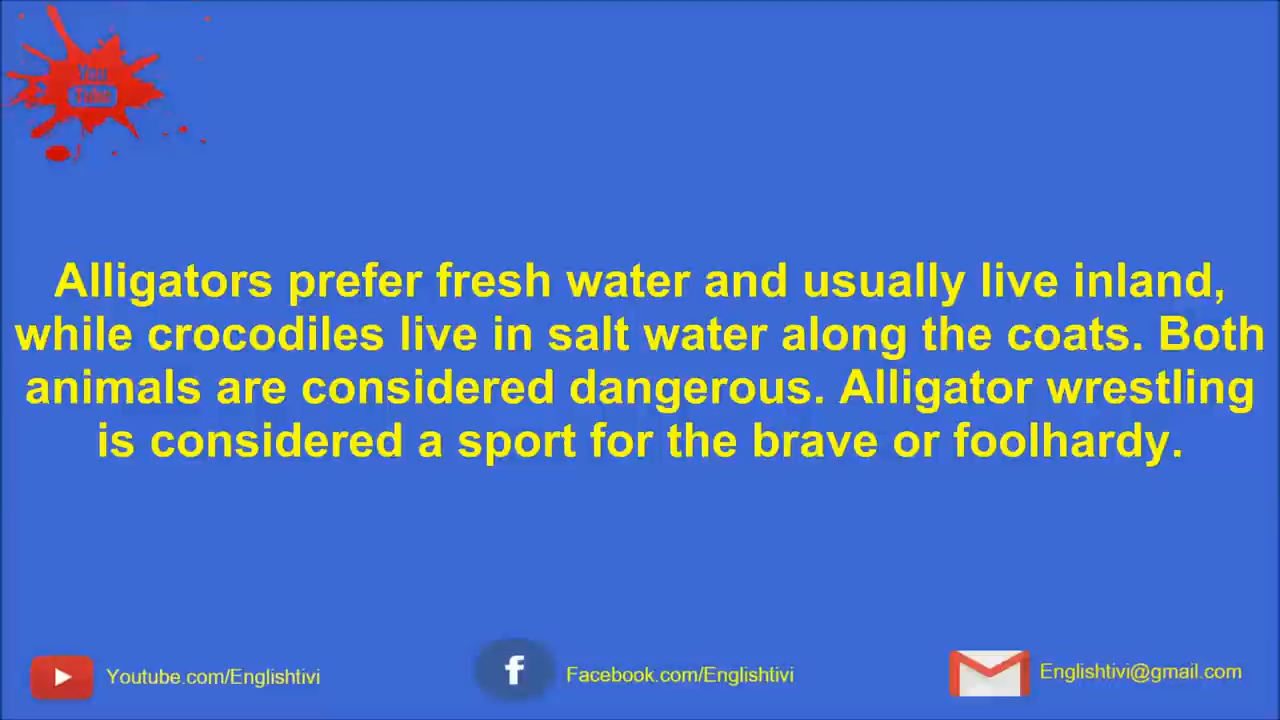 You
Tube
Alligators prefer fresh water and usually live inland,
while crocodiles live in salt water along the coats. Both
animals are considered dangerous. Alligator wrestling
is considered a sport for the brave or foolhardy.
Youtube.com/Englishtivi
Facebook.com/Englishtivi
Englishtivi@gmail.com